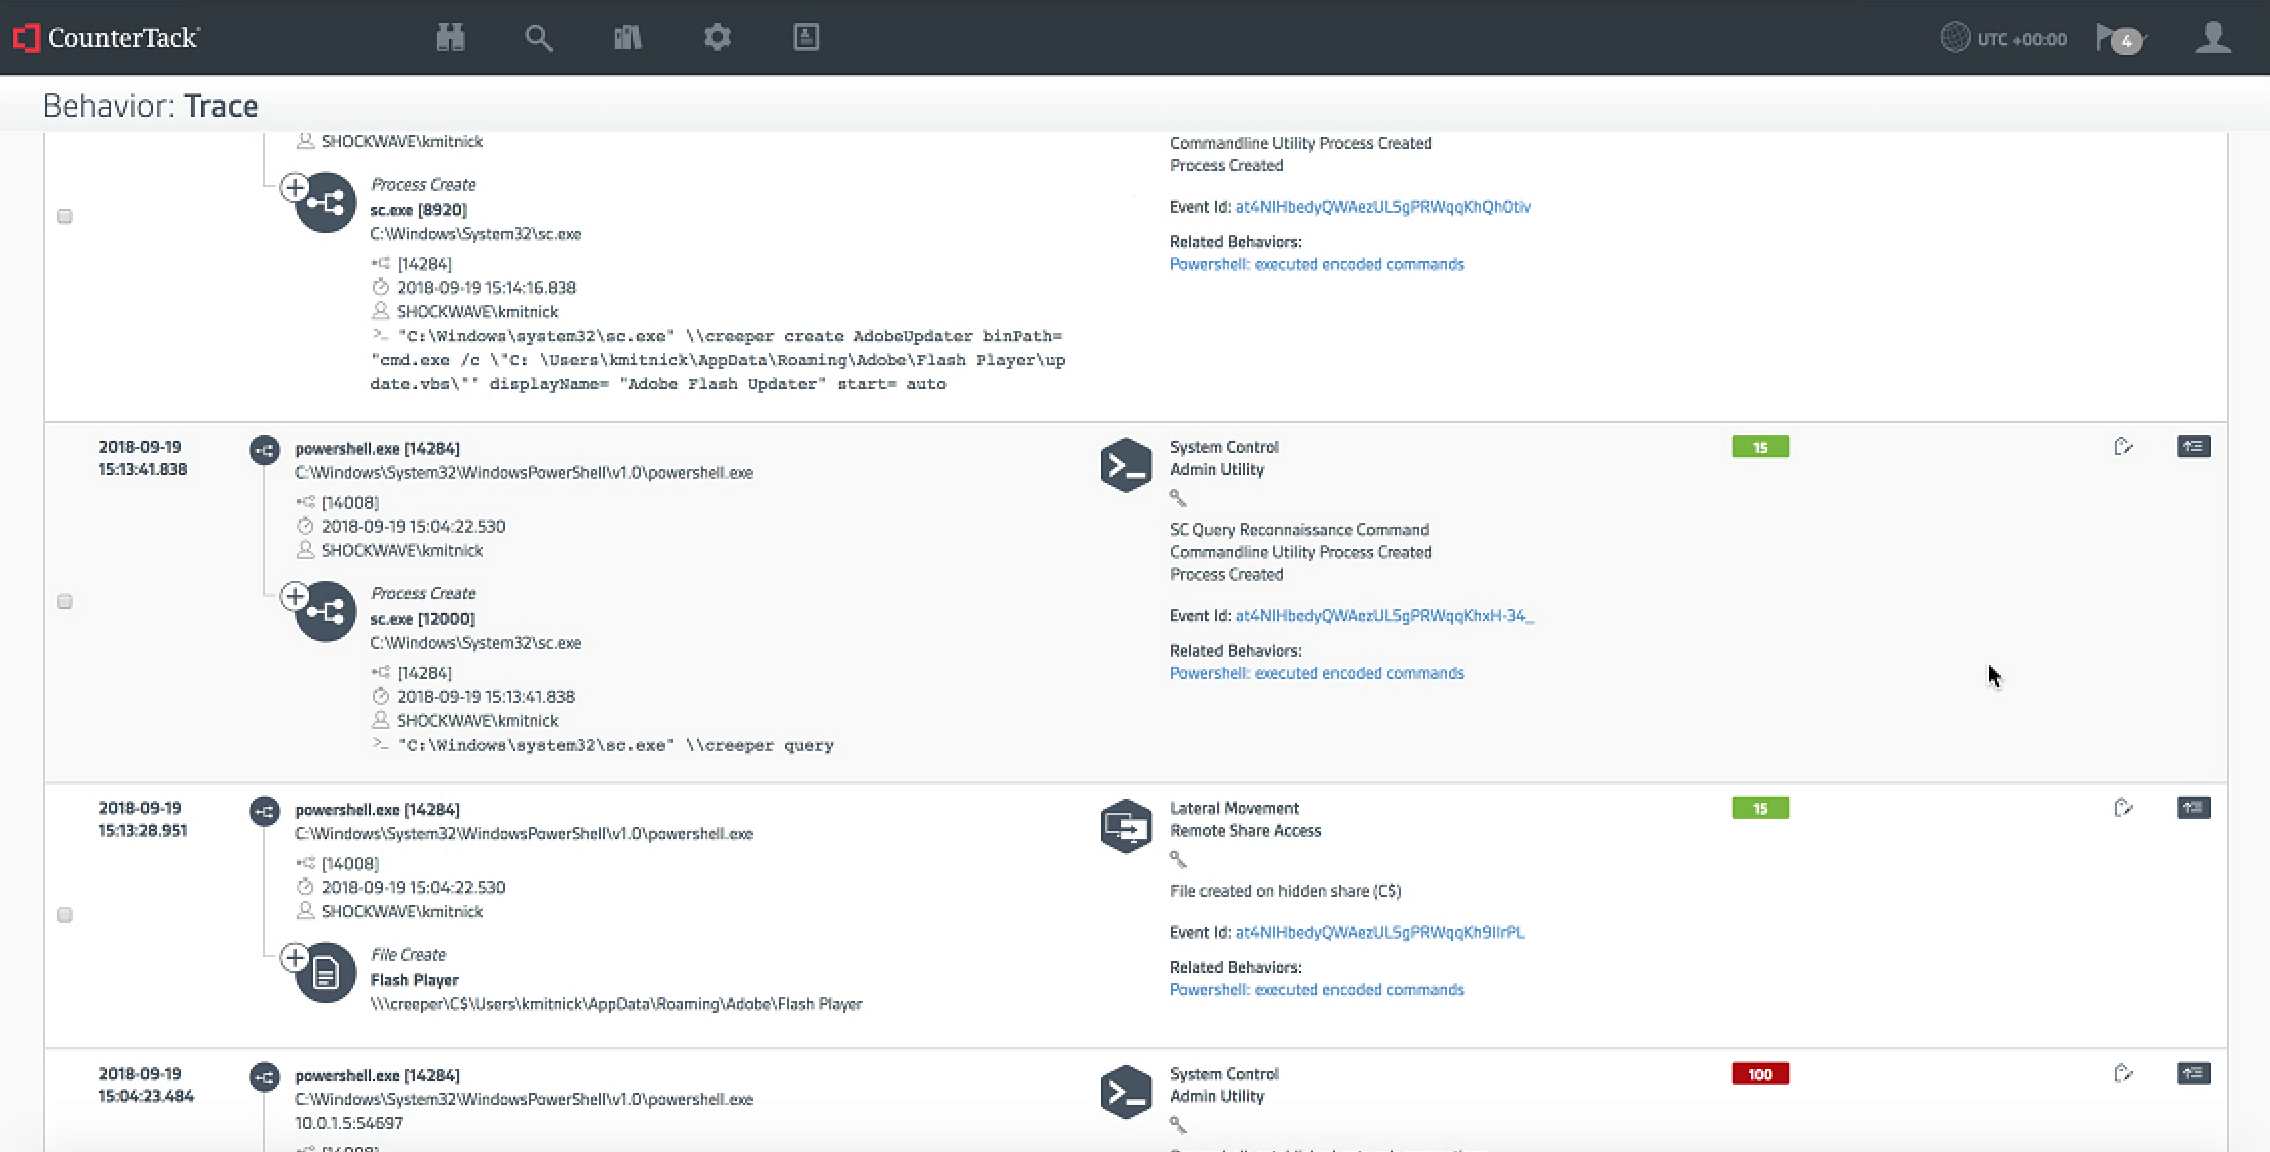 CounterTack
UTC +00:00
4
Behavior: Trace
SHOCKWAVE\kmitnick
Commandline Utility Process Created
Process Created
Process Create
sc.exe [8920]
C:\Windows\System32\sc.exe
[14284]
2018-09-19 15:14:16.838
SHOCKWAVE\kmitnick
>_ "C:\Windows\system32\sc.exe" \\creeper create AdobeUpdater binPath=
"cmd.exe /c \"C: \Users\kmitnick\AppData\Roaming\Adobe\Flash Player\up
date.vbs\"" displayName= "Adobe Flash Updater" start= auto
Event Id: at4NIHbedyQWAezUL5gPRWqqKhQh0tiv
Related Behaviors:
Powershell: executed encoded commands
2018-09-19
15:13:41.838
powershell.exe [14284]
C:\Windows\System32\WindowsPowerShell\v1.0\powershell.exe
[14008]
2018-09-19 15:04:22.530
SHOCKWAVE\kmitnick
Process Create
sc.exe [12000]
C:\Windows\System32\sc.exe
[14284]
2018-09-19 15:13:41.838
SHOCKWAVE\kmitnick
>_ "C:\Windows\system32\sc.exe" \\creeper query
System Control
Admin Utility
SC Query Reconnaissance Command
Commandline Utility Process Created
Process Created
Event Id: at4NIHbedyQWAezUL5gPRWqqKhxH-34_
Related Behaviors:
Powershell: executed encoded commands
15
2018-09-19
15:13:28.951
powershell.exe [14284]
C:\Windows\System32\WindowsPowerShell\v1.0\powershell.exe
[14008]
2018-09-19 15:04:22.530
SHOCKWAVE\kmitnick
File Create
Flash Player
\\\creeper\C$\Users\kmitnick\AppData\Roaming\Adobe\Flash Player
Lateral Movement
Remote Share Access
File created on hidden share (C$)
Event Id: at4NIHbedyQWAezUL5gPRWqqKh9IIrPL
Related Behaviors:
Powershell: executed encoded commands
15
2018-09-19
15:04:23.484
powershell.exe [14284]
C:\Windows\System32\WindowsPowerShell\v1.0\powershell.exe
10.0.1.5:54697
[14008]
System Control
Admin Utility
100